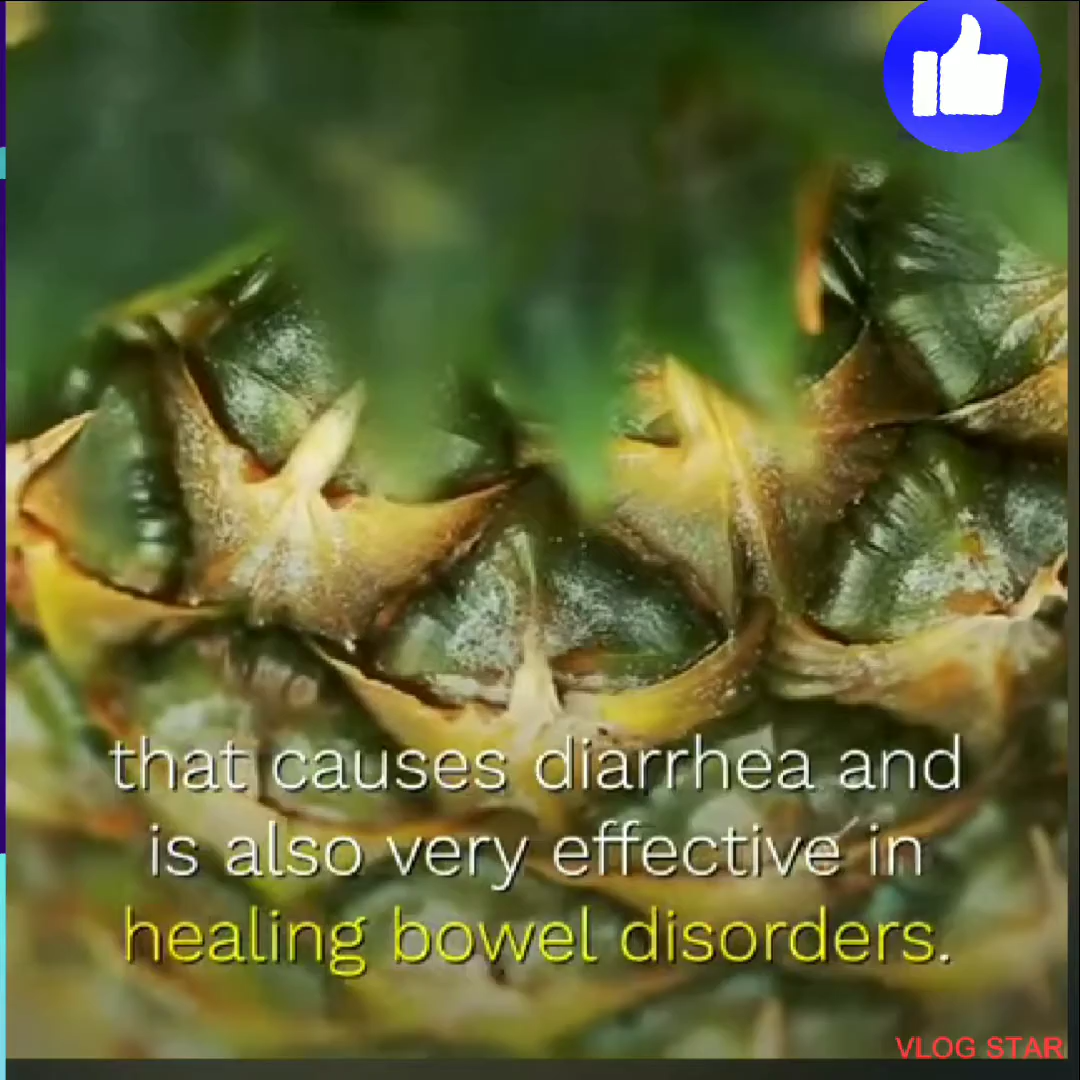 that causes diarrhea and
is also very effective in
healing bowel disorders.
VLOG STAR